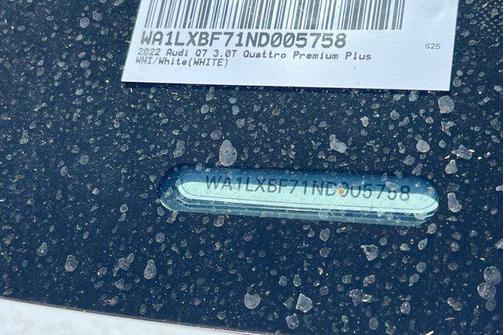 WA1LXBF71ND005758
G25
2022 Audi Q7 3.0T Quattro Premium Plus
WHI/White(WHITE)
WA1LXBF71ND005758